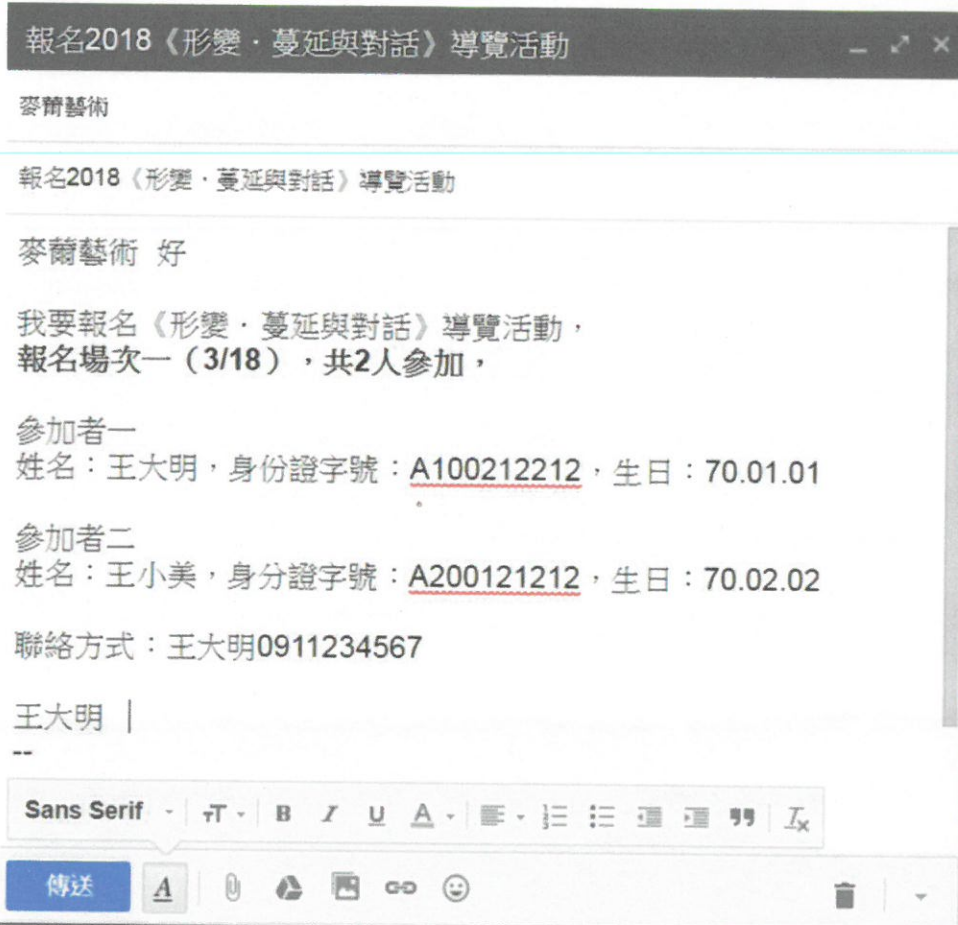 報名2018《形變．蔓延與對話》導覽活動
麥薾藝術
報名2018《形變．蔓延與對話》導覽活動
麥薾藝術 好
我要報名《形變．蔓延與對話》導覽活動，
報名場次一（3/18），共2人參加，
參加者一
姓名：王大明，身份證字號：A100212212，生日：70.01.01
參加者二
姓名：王小美，身分證字號：A200121212，生日：70.02.02
聯絡方式：王大明0911234567
王大明
--
Sans Serif
傳送